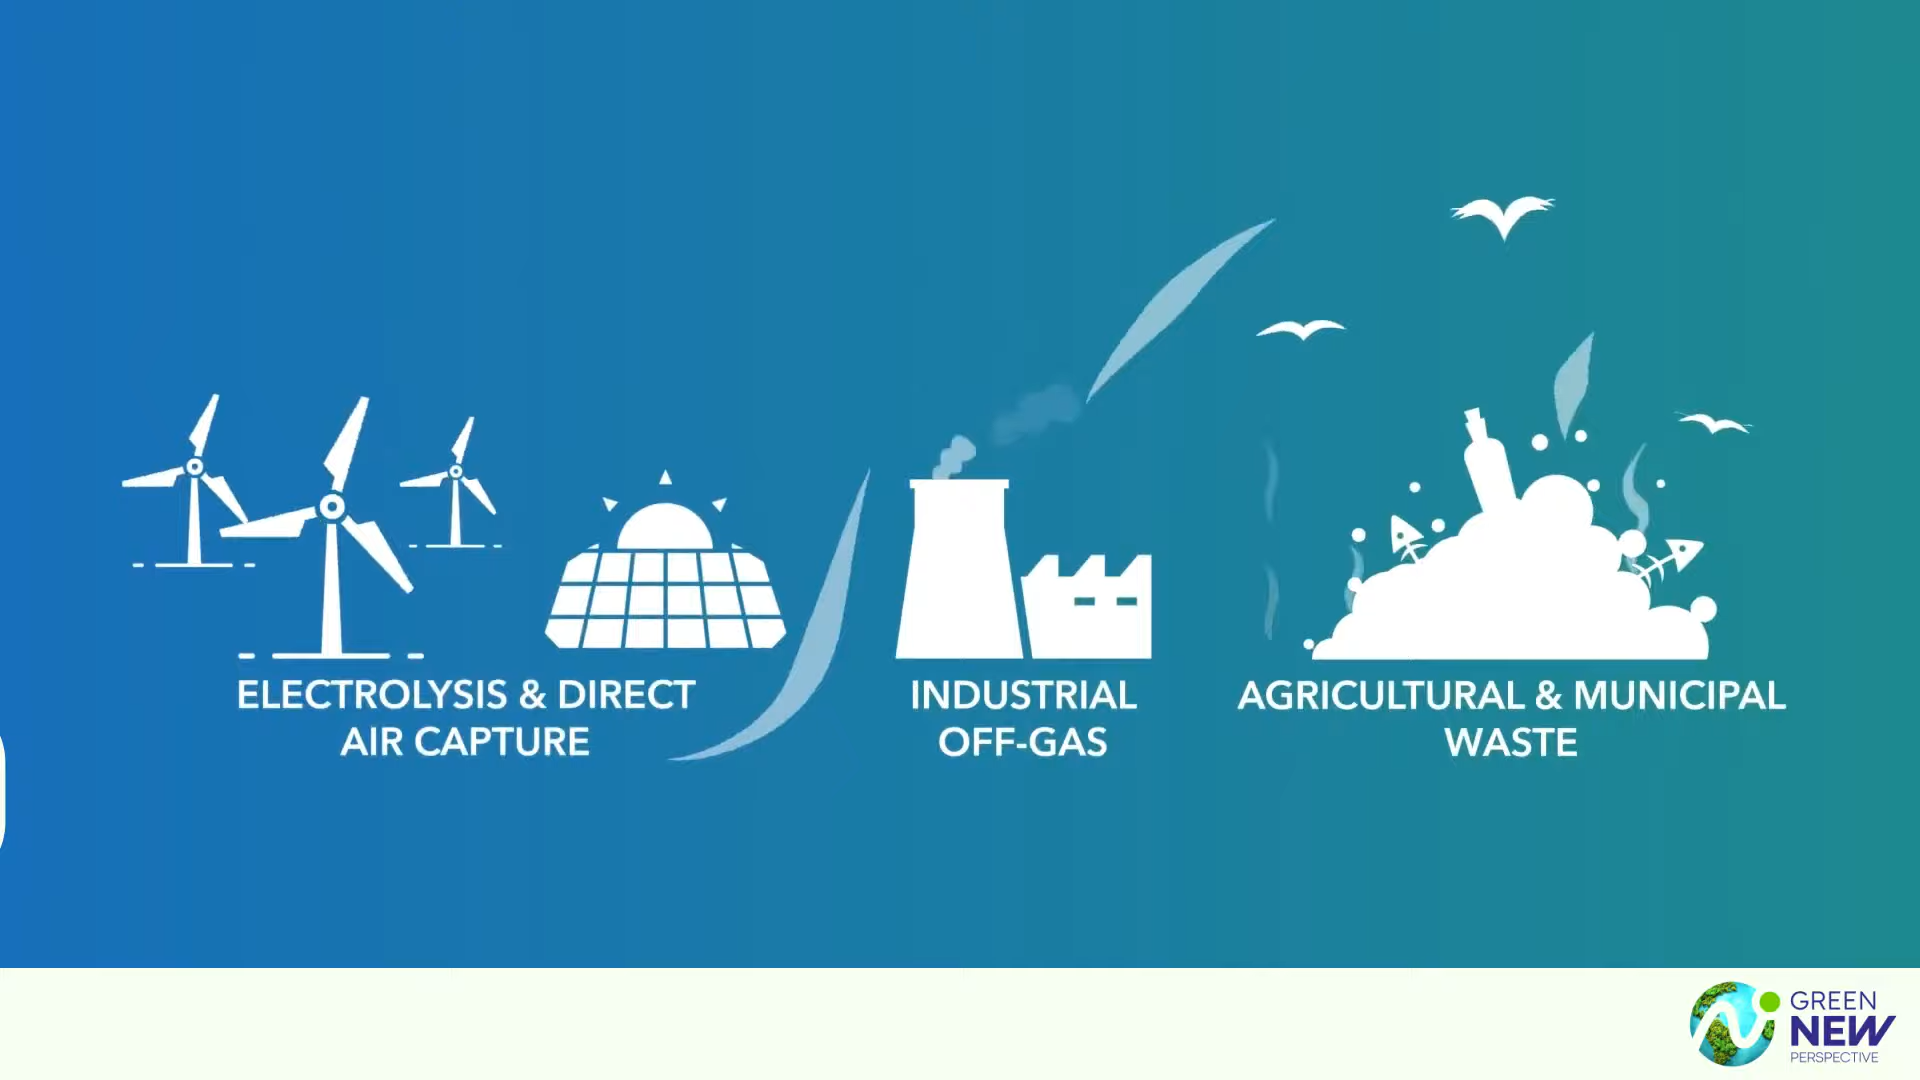 ELECTROLYSIS & DIRECT
AIR CAPTURE
INDUSTRIAL
OFF-GAS
AGRICULTURAL & MUNICIPAL
WASTE
GREEN
NEW
PERSPECTIVE